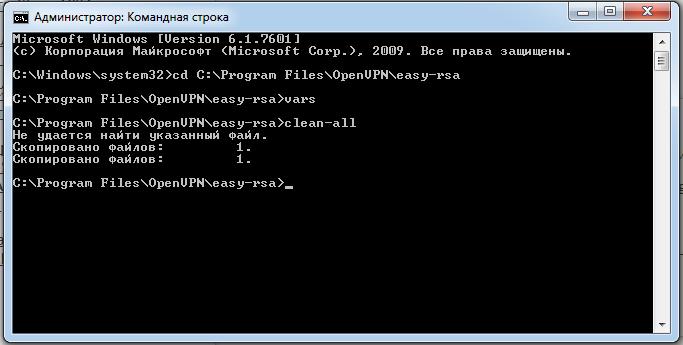 Администратор: Командная строка
Microsoft Windows [Version 6.1.7601]
(c) Корпорация Майкрософт (Microsoft Corp.), 2009. Все права защищены.
C:\Windows\system32>cd C:\Program Files\OpenVPN\easy-rsa
C:\Program Files\OpenVPN\easy-rsa>vars
C:\Program Files\OpenVPN\easy-rsa>clean-all
Не удается найти указанный файл.
Скопировано файлов: 1.
Скопировано файлов: 1.
C:\Program Files\OpenVPN\easy-rsa>_